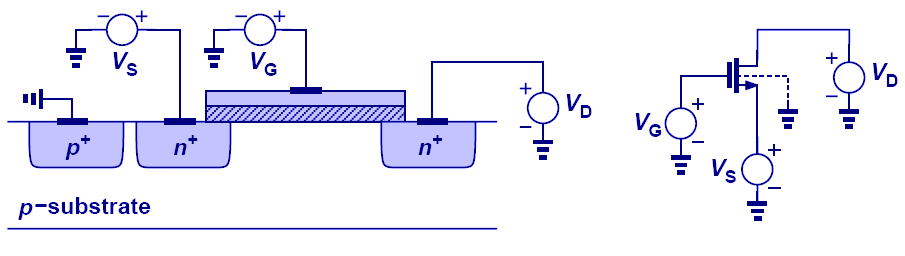 − + − +
V_S V_G
+ V_D −
p+ n+ n+
p−substrate
+ V_D −
V_G + −
V_S + −